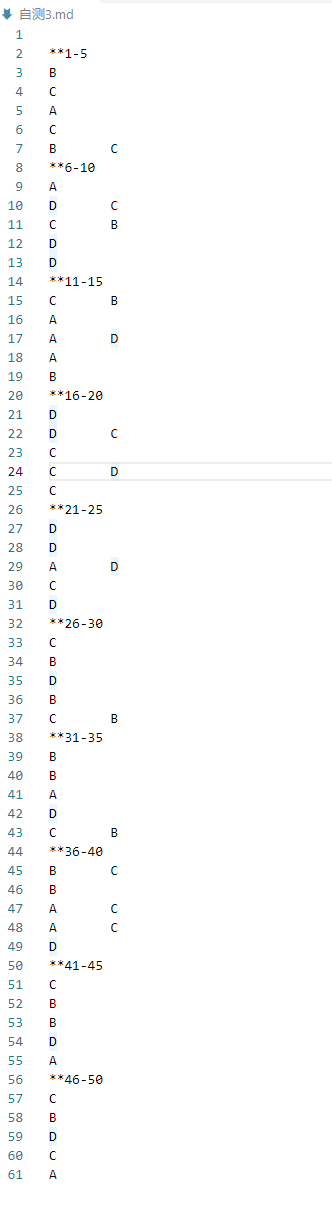 自测3.md
1
2 **1-5
3 B
4 C
5 A
6 C
7 B C
8 **6-10
9 A
10 D C
11 C B
12 D
13 D
14 **11-15
15 C B
16 A
17 A D
18 A
19 B
20 **16-20
21 D
22 D C
23 C
24 C D
25 C
26 **21-25
27 D
28 D
29 A D
30 C
31 D
32 **26-30
33 C
34 B
35 D
36 B
37 C B
38 **31-35
39 B
40 B
41 A
42 D
43 C B
44 **36-40
45 B C
46 B
47 A C
48 A C
49 D
50 **41-45
51 C
52 B
53 B
54 D
55 A
56 **46-50
57 C
58 B
59 D
60 C
61 A